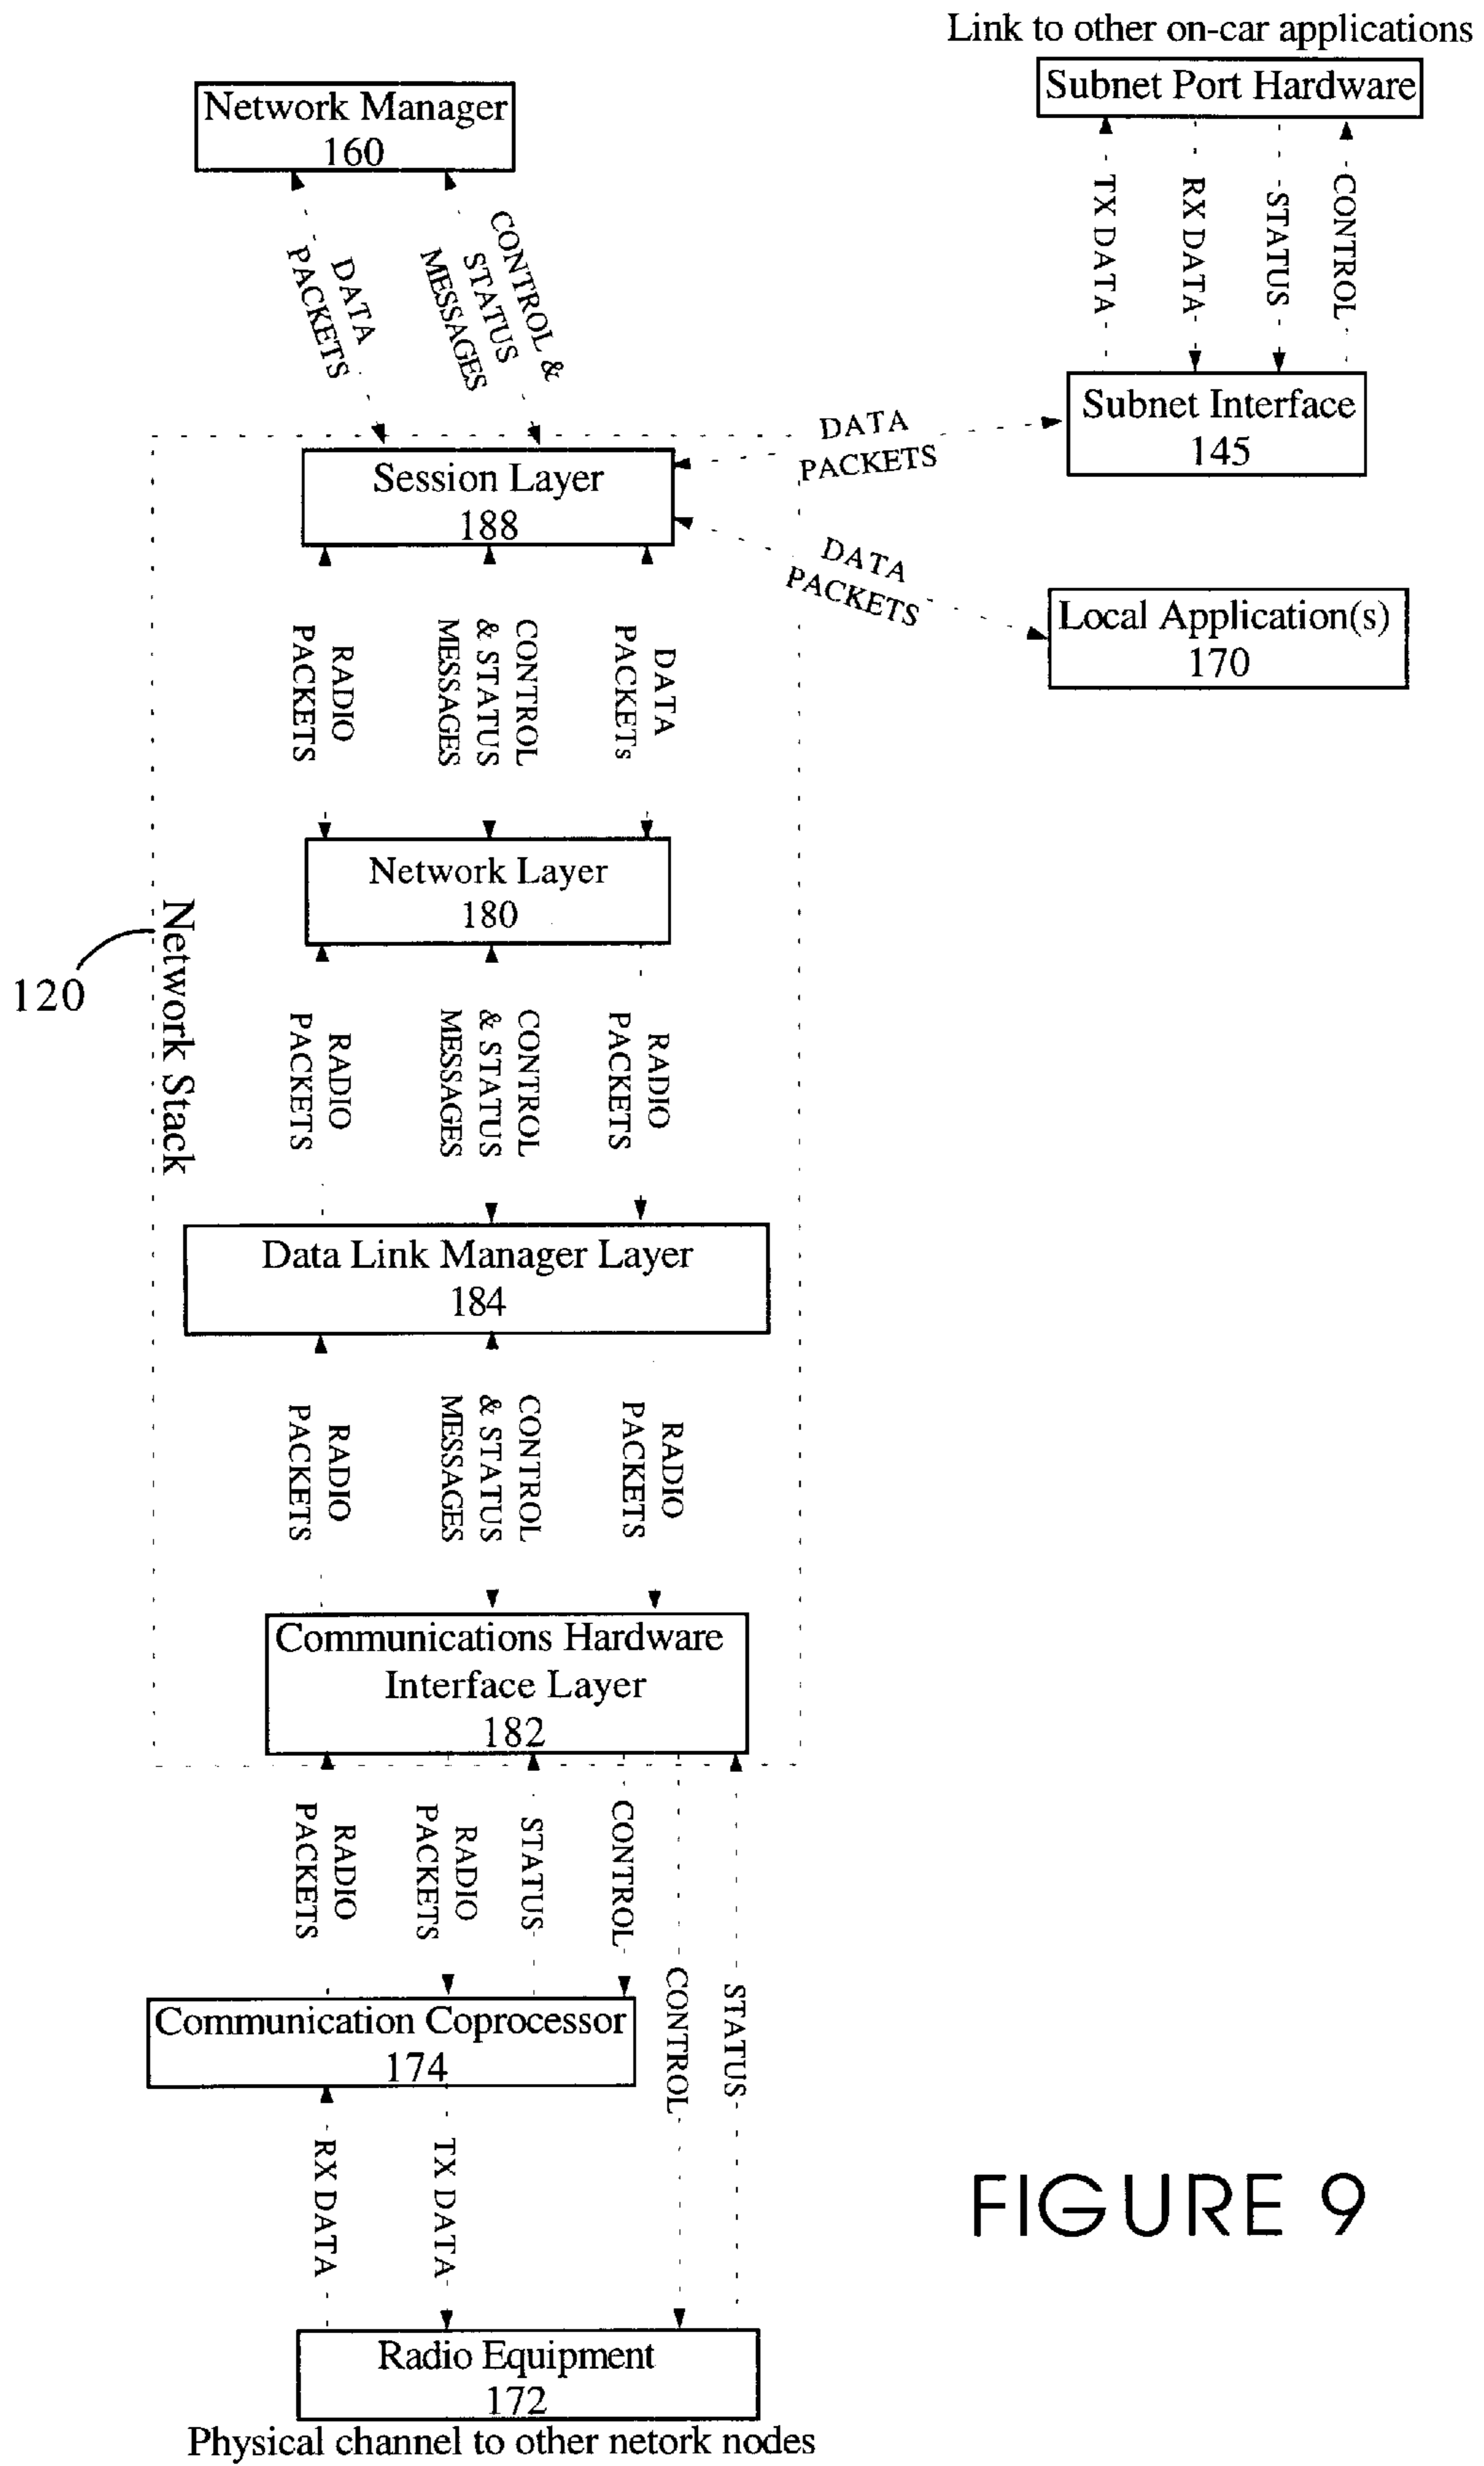 Link to other on-car applications
Subnet Port Hardware
Network Manager
160
TX DATA
RX DATA
STATUS
CONTROL
DATA
PACKETS
CONTROL &
STATUS
MESSAGES
Subnet Interface
145
DATA
PACKETS
Session Layer
188
DATA
PACKETS
Local Application(s)
170
RADIO
PACKETS
CONTROL
& STATUS
MESSAGES
DATA
PACKETs
Network Layer
180
120
Network Stack
RADIO
PACKETS
CONTROL
& STATUS
MESSAGES
RADIO
PACKETS
Data Link Manager Layer
184
RADIO
PACKETS
CONTROL
& STATUS
MESSAGES
RADIO
PACKETS
Communications Hardware
Interface Layer
182
RADIO
PACKETS
RADIO
PACKETS
STATUS
CONTROL
CONTROL
STATUS
Communication Coprocessor
174
RX DATA
TX DATA
FIGURE 9
Radio Equipment
172
Physical channel to other netork nodes